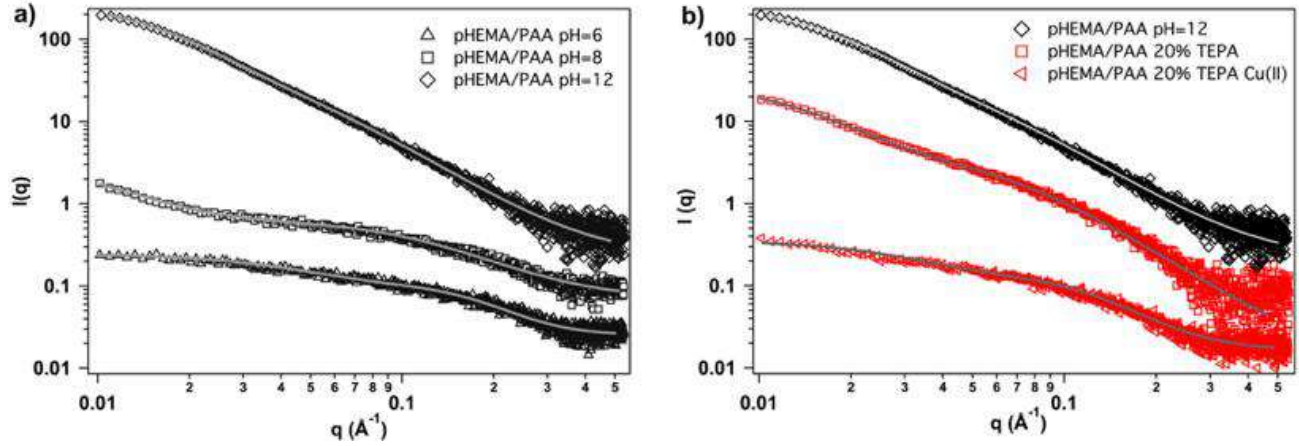 a)
100
10
1
0.1
0.01
I(q)
pHEMA/PAA pH=6
pHEMA/PAA pH=8
pHEMA/PAA pH=12
0.01 2 3 4 5 6 7 8 9 0.1 2 3 4 5
q (Å⁻¹)
b)
100
10
1
0.1
0.01
I (q)
pHEMA/PAA pH=12
pHEMA/PAA 20% TEPA
pHEMA/PAA 20% TEPA Cu(II)
0.01 2 3 4 5 6 7 8 9 0.1 2 3 4 5
q (Å⁻¹)